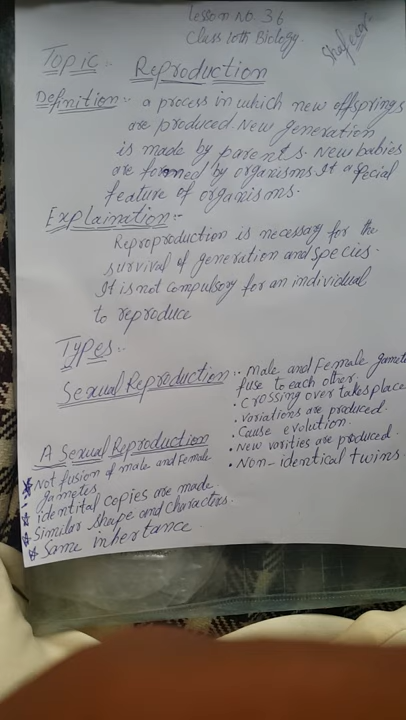 Lesson No. 36
Class 10th Biology.
Topic:- Reproduction
Definition:- a process in which new offsprings
are produced. New generation
is made by parents. New babies
are formed by organisms. It a special
feature of organisms.
Explaination:-
Reproproduction is necessary for the
survival of generation and species.
It is not compulsory for an individual
to reproduce
Types:-
Sexual Reproduction:- • Male and Female gamete
fuse to each other.
• Crossing over takes place
• Variations are produced.
• Cause evolution.
• New varities are produced.
• Non-identical twins.
A Sexual Reproduction
Not fusion of male and Female
gametes.
identital copies are made
Similar shape and characters.
Same inhertance.